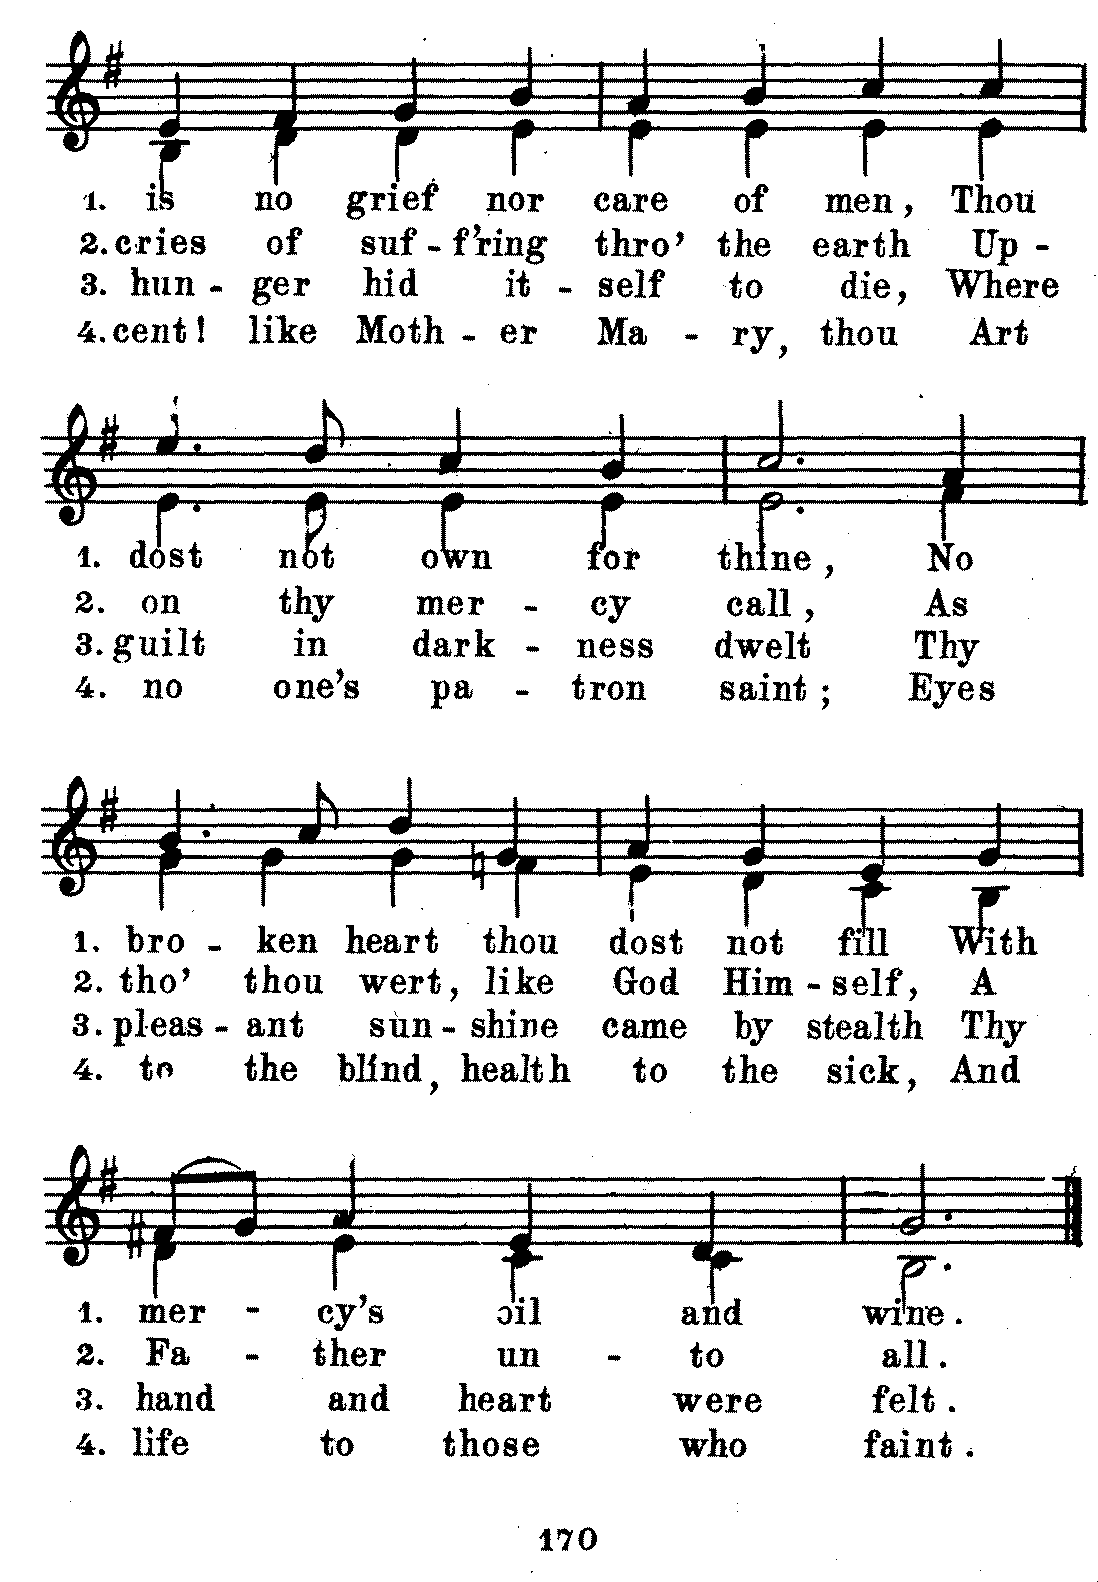 1. is no grief nor care of men, Thou
2. cries of suf - f'ring thro' the earth Up -
3. hun - ger hid it - self to die, Where
4. cent! like Moth - er Ma - ry, thou Art
1. dost not own for thine, No
2. on thy mer - cy call, As
3. guilt in dark - ness dwelt Thy
4. no one's pa - tron saint; Eyes
1. bro - ken heart thou dost not fill With
2. tho' thou wert, like God Him - self, A
3. pleas - ant sun - shine came by stealth Thy
4. to the blind, health to the sick, And
1. mer - cy's oil and wine.
2. Fa - ther un - to all.
3. hand and heart were felt.
4. life to those who faint.
170